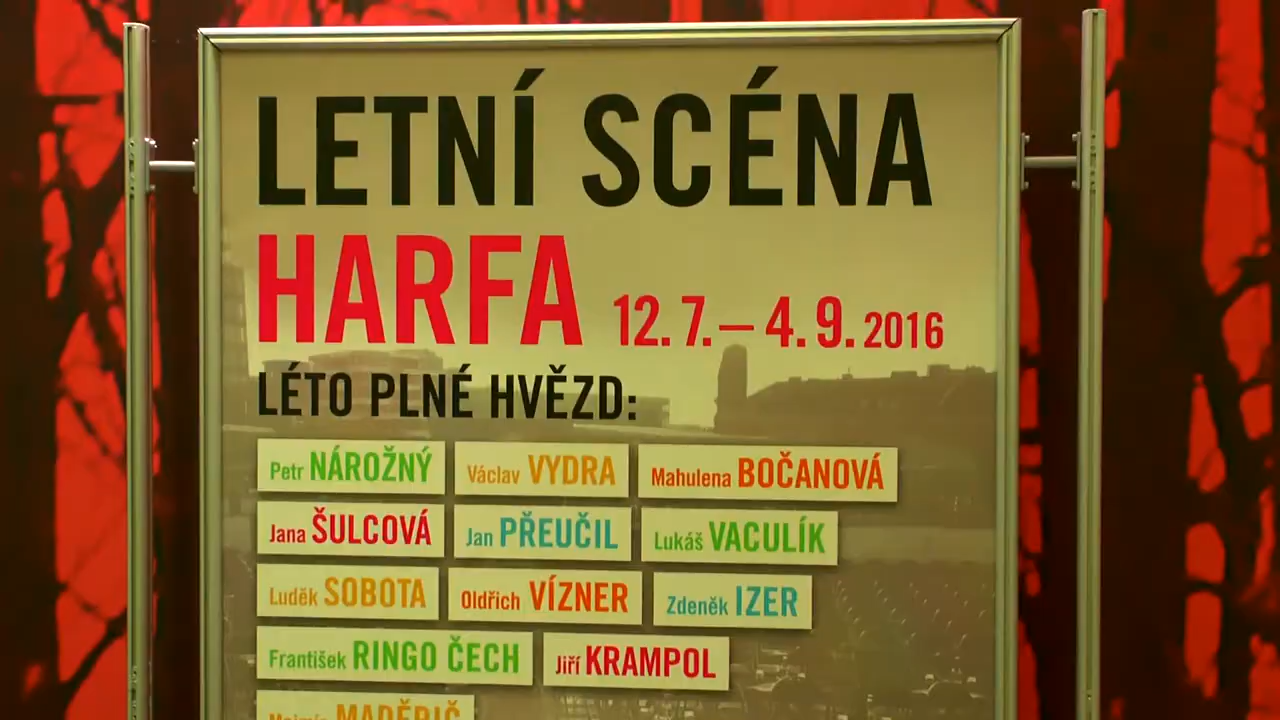 LETNÍ SCÉNA
HARFA 12. 7. – 4. 9. 2016
LÉTO PLNÉ HVĚZD:
Petr NÁROŽNÝ Václav VYDRA Mahulena BOČANOVÁ
Jana ŠULCOVÁ Jan PŘEUČIL Lukáš VACULÍK
Luděk SOBOTA Oldřich VÍZNER Zdeněk IZER
František RINGO ČECH Jiří KRAMPOL
MADĚRIČ